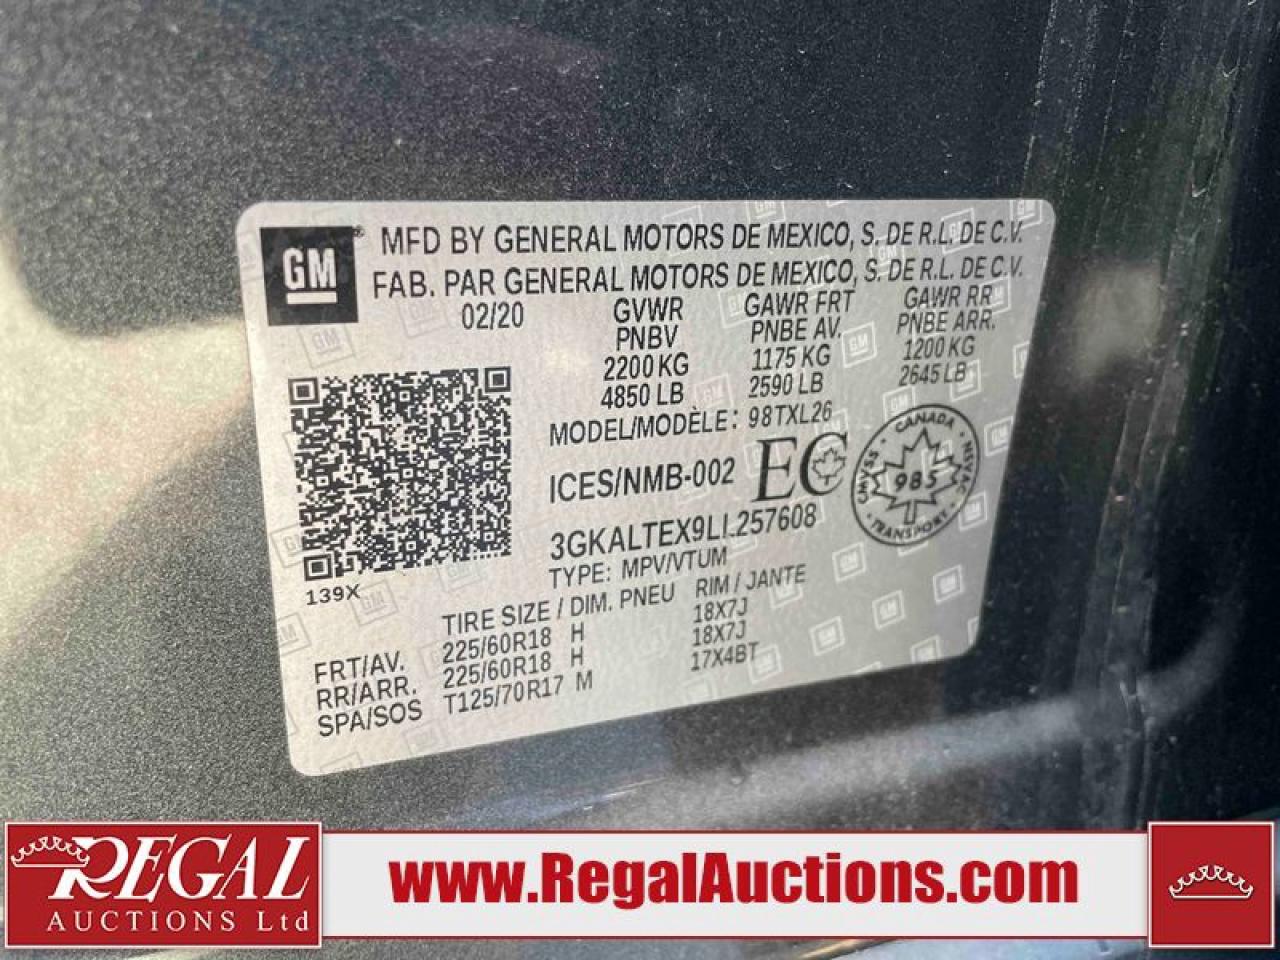 GM
MFD BY GENERAL MOTORS DE MEXICO, S. DE R.L. DE C.V.
FAB. PAR GENERAL MOTORS DE MEXICO, S. DE R.L. DE C.V.
02/20 GVWR GAWR FRT GAWR RR
PNBV PNBE AV. PNBE ARR.
2200 KG 1175 KG 1200 KG
4850 LB 2590 LB 2645 LB
MODEL/MODÈLE: 98TXL26
ICES/NMB-002 EC
CANADA
CMVSS 985 NSVAC
TRANSPORT
3GKALTEX9LL257608
TYPE: MPV/VTUM
139X
TIRE SIZE / DIM. PNEU RIM / JANTE
FRT/AV. 225/60R18 H 18X7J
RR/ARR. 225/60R18 H 18X7J
SPA/SOS T125/70R17 M 17X4BT
REGAL
AUCTIONS Ltd
www.RegalAuctions.com